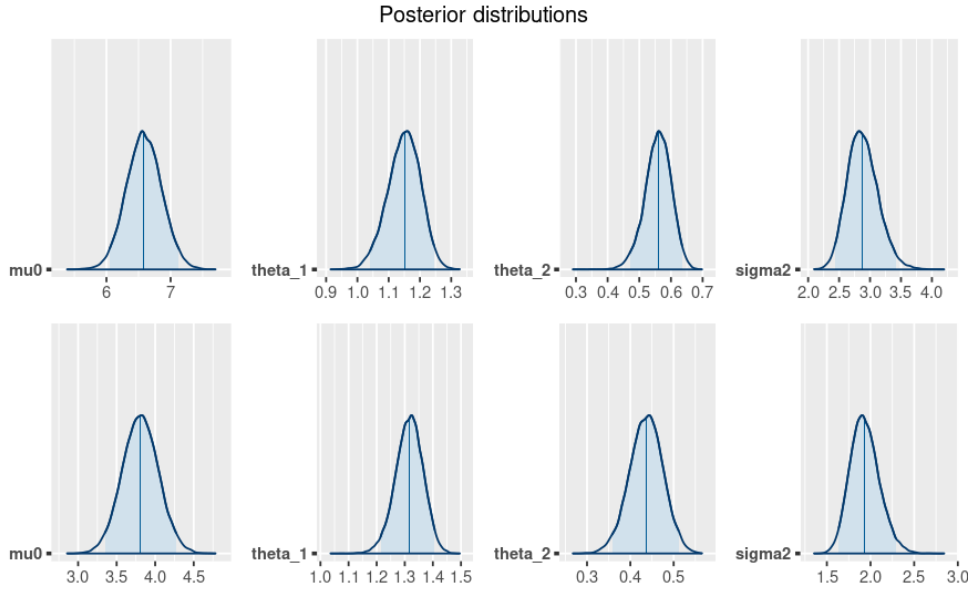 Posterior distributions
mu0 theta_1 theta_2 sigma2
6 7 0.9 1.0 1.1 1.2 1.3 0.3 0.4 0.5 0.6 0.7 2.0 2.5 3.0 3.5 4.0
mu0 theta_1 theta_2 sigma2
3.0 3.5 4.0 4.5 1.0 1.1 1.2 1.3 1.4 1.5 0.3 0.4 0.5 1.5 2.0 2.5 3.0